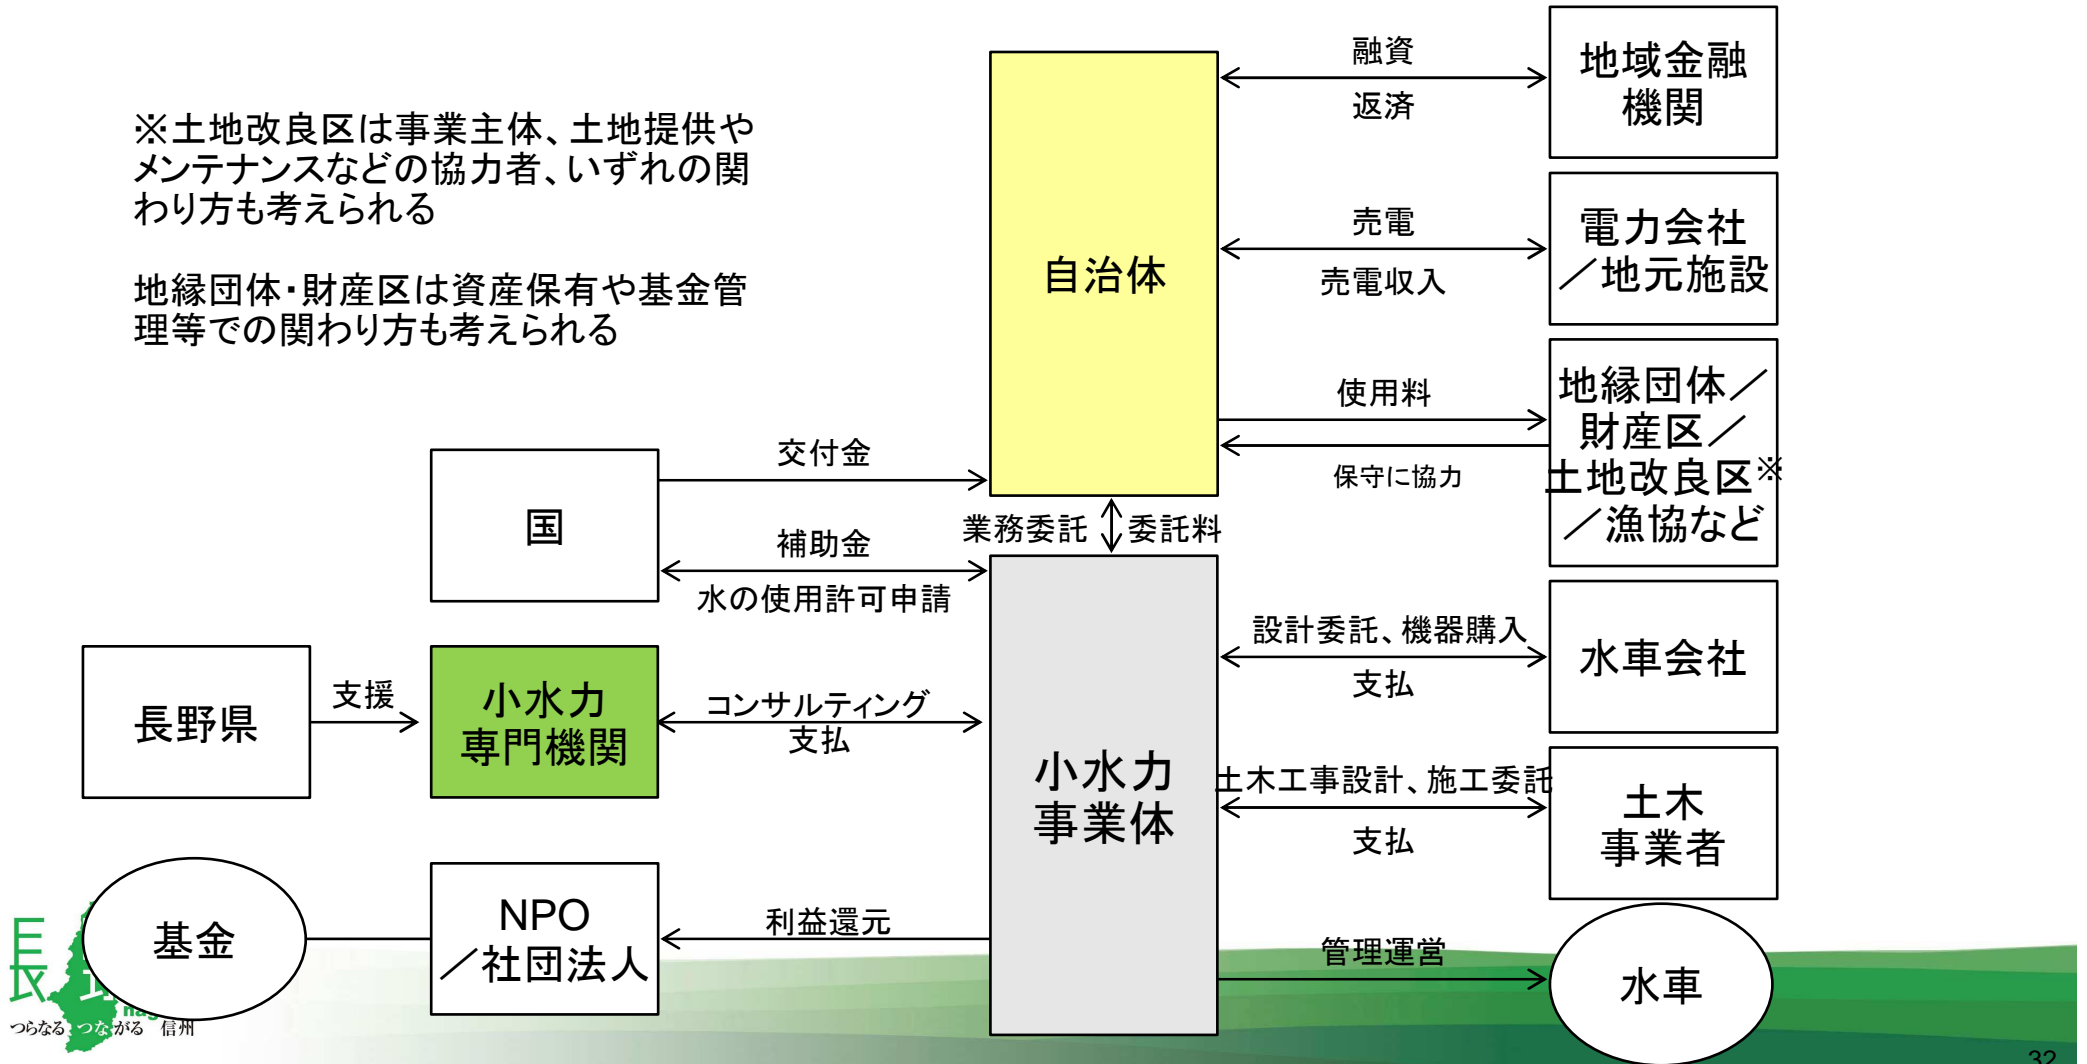 ※土地改良区は事業主体、土地提供や
メンテナンスなどの協力者、いずれの関
わり方も考えられる
地縁団体・財産区は資産保有や基金管
理等での関わり方も考えられる
自治体
融資
返済
地域金融
機関
売電
売電収入
電力会社
／地元施設
使用料
保守に協力
地縁団体／
財産区／
土地改良区※
／漁協など
国
交付金
補助金
水の使用許可申請
業務委託
委託料
長野県
支援
小水力
専門機関
コンサルティング
支払
小水力
事業体
設計委託、機器購入
支払
水車会社
土木工事設計、施工委託
支払
土木
事業者
基金
NPO
／社団法人
利益還元
管理運営
水車
長
つらなる つながる 信州
32